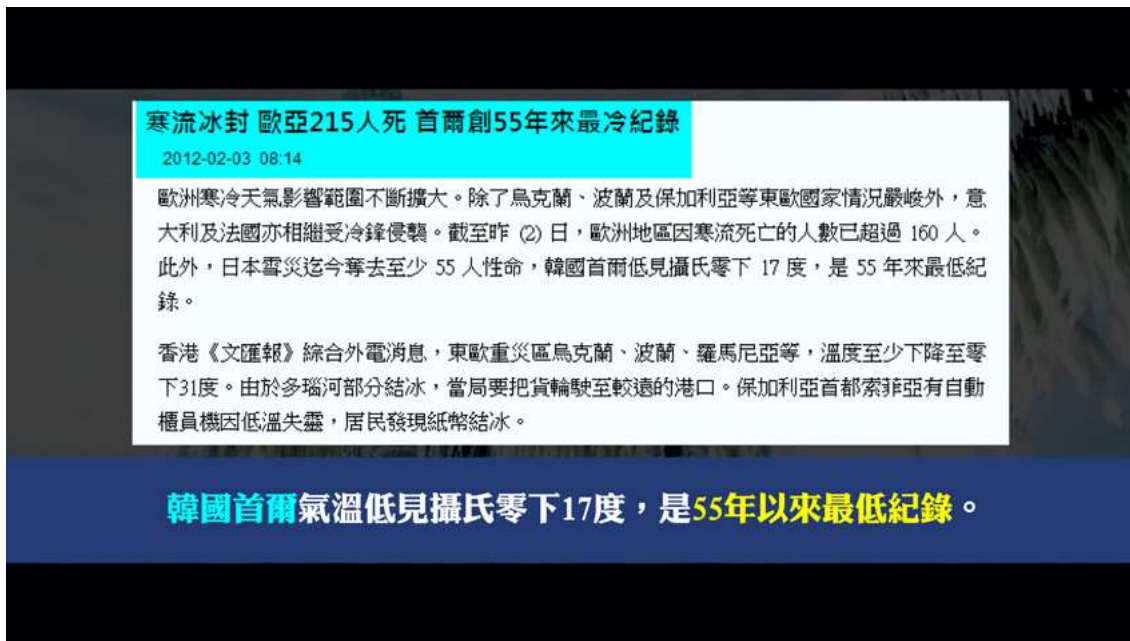 寒流冰封 歐亞215人死 首爾創55年來最冷紀錄
2012-02-03 08:14
歐洲寒冷天氣影響範圍不斷擴大。除了烏克蘭、波蘭及保加利亞等東歐國家情況嚴峻外，意
大利及法國亦相繼受冷鋒侵襲。截至昨 (2) 日，歐洲地區因寒流死亡的人數已超過 160 人。
此外，日本雪災迄今奪去至少 55 人性命，韓國首爾低見攝氏零下 17 度，是 55 年來最低紀
錄。
香港《文匯報》綜合外電消息，東歐重災區烏克蘭、波蘭、羅馬尼亞等，溫度至少下降至零
下31度。由於多瑙河部分結冰，當局要把貨輪駛至較遠的港口。保加利亞首都索菲亞有自動
櫃員機因低溫失靈，居民發現紙幣結冰。
韓國首爾氣溫低見攝氏零下17度，是55年以來最低紀錄。